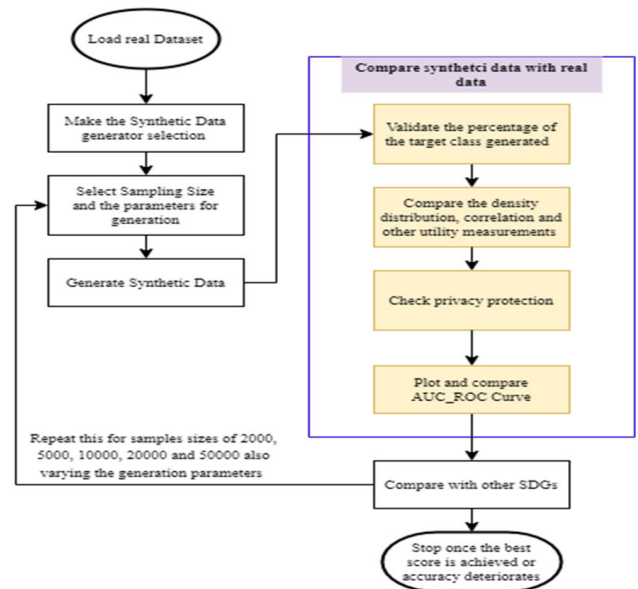 Load real Dataset
Make the Synthetic Data
generator selection
Select Sampling Size
and the parameters for
generation
Generate Synthetic Data
Compare synthetci data with real
data
Validate the percentage of
the target class generated
Compare the density
distribution, correlation and
other utility measurements
Check privacy protection
Plot and compare
AUC_ROC Curve
Repeat this for samples sizes of 2000,
5000, 10000, 20000 and 50000 also
varying the generation parameters
Compare with other SDGs
Stop once the best
score is achieved or
accuracy deteriorates